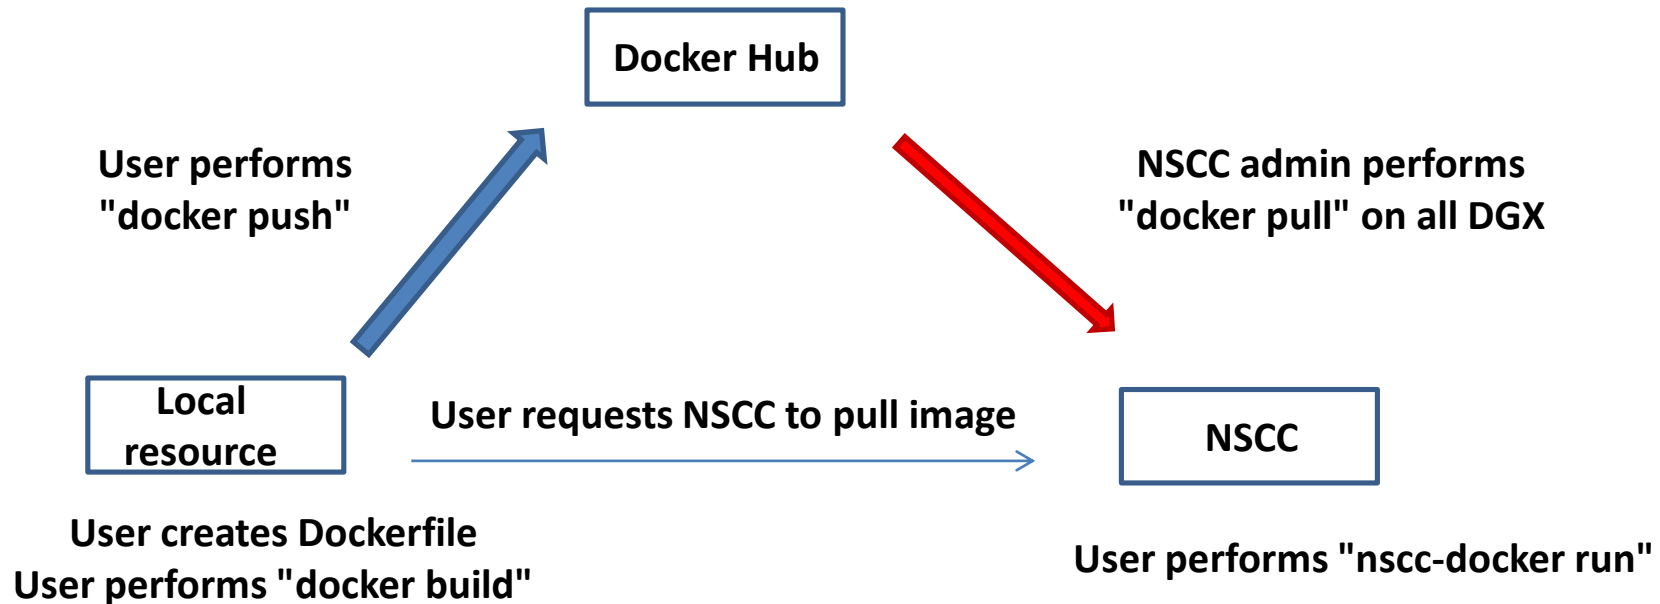 Docker Hub
User performs
"docker push"
NSCC admin performs
"docker pull" on all DGX
Local
resource
User requests NSCC to pull image
NSCC
User creates Dockerfile
User performs "docker build"
User performs "nscc-docker run"